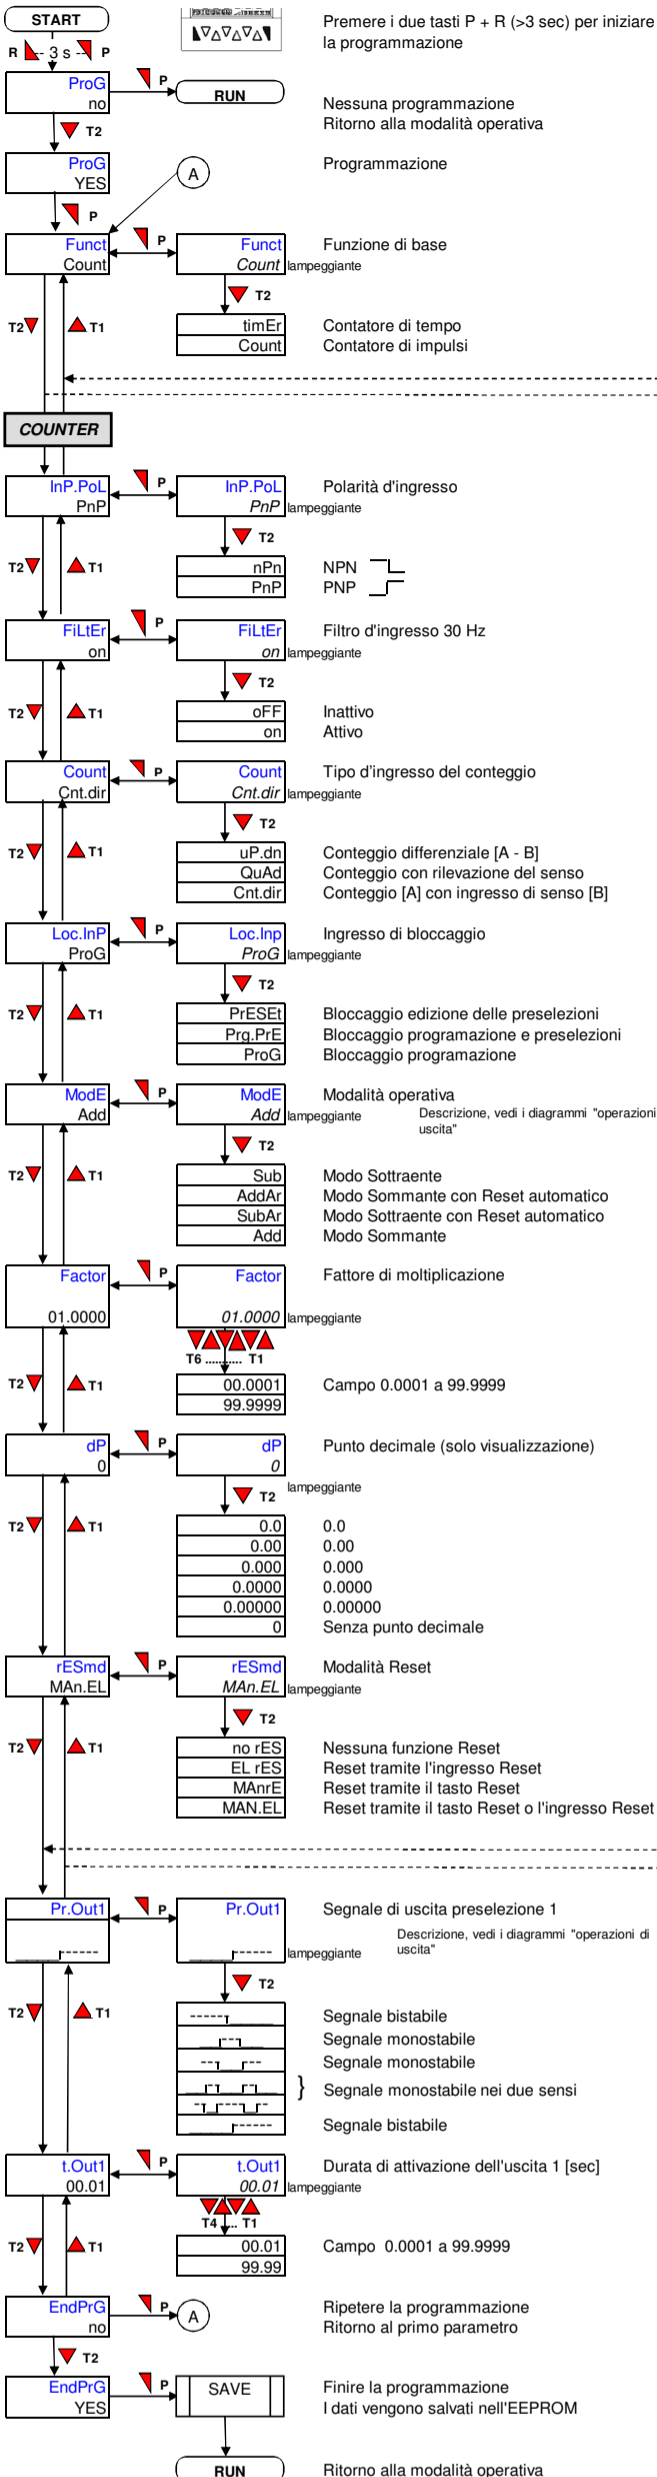 START
Premere i due tasti P + R (>3 sec) per iniziare
la programmazione
R -- 3 s -- P
ProG
no
P
RUN
Nessuna programmazione
Ritorno alla modalità operativa
T2
ProG
YES
A
Programmazione
P
Funct
Count
P
Funct
Count
lampeggiante
Funzione di base
T2
timEr
Count
Contatore di tempo
Contatore di impulsi
T2
T1
COUNTER
InP.PoL
PnP
P
InP.PoL
PnP
lampeggiante
Polarità d'ingresso
T2
T2
T1
nPn
PnP
NPN
PNP
FiLtEr
on
P
FiLtEr
on
lampeggiante
Filtro d'ingresso 30 Hz
T2
T2
T1
oFF
on
Inattivo
Attivo
Count
Cnt.dir
P
Count
Cnt.dir
lampeggiante
Tipo d'ingresso del conteggio
T2
T2
T1
uP.dn
QuAd
Cnt.dir
Conteggio differenziale [A - B]
Conteggio con rilevazione del senso
Conteggio [A] con ingresso di senso [B]
Loc.InP
ProG
P
Loc.Inp
ProG
lampeggiante
Ingresso di bloccaggio
T2
T2
T1
PrESEt
Prg.PrE
ProG
Bloccaggio edizione delle preselezioni
Bloccaggio programazione e preselezioni
Bloccaggio programazione
ModE
Add
P
ModE
Add
lampeggiante
Modalità operativa
Descrizione, vedi i diagrammi "operazioni
uscita"
T2
T2
T1
Sub
AddAr
SubAr
Add
Modo Sottraente
Modo Sommante con Reset automatico
Modo Sottraente con Reset automatico
Modo Sommante
Factor
01.0000
P
Factor
01.0000
lampeggiante
Fattore di moltiplicazione
T6 ........... T1
T2
T1
00.0001
99.9999
Campo 0.0001 a 99.9999
dP
0
P
dP
0
lampeggiante
Punto decimale (solo visualizzazione)
T2
T2
T1
0.0
0.00
0.000
0.0000
0.00000
0
0.0
0.00
0.000
0.0000
0.00000
Senza punto decimale
rESmd
MAn.EL
P
rESmd
MAn.EL
lampeggiante
Modalità Reset
T2
T2
T1
no rES
EL rES
MAnrE
MAN.EL
Nessuna funzione Reset
Reset tramite l'ingresso Reset
Reset tramite il tasto Reset
Reset tramite il tasto Reset o l'ingresso Reset
Pr.Out1
P
Pr.Out1
lampeggiante
Segnale di uscita preselezione 1
Descrizione, vedi i diagrammi "operazioni di
uscita"
T2
T2
T1
Segnale bistabile
Segnale monostabile
Segnale monostabile
} Segnale monostabile nei due sensi
Segnale bistabile
t.Out1
00.01
P
t.Out1
00.01
lampeggiante
Durata di attivazione dell'uscita 1 [sec]
T4 ... T1
T2
T1
00.01
99.99
Campo 0.0001 a 99.9999
EndPrG
no
P
A
Ripetere la programmazione
Ritorno al primo parametro
T2
EndPrG
YES
P
SAVE
Finire la programmazione
I dati vengono salvati nell'EEPROM
RUN
Ritorno alla modalità operativa